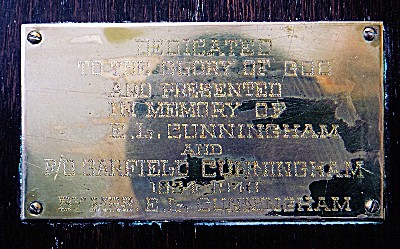 DEDICATED
TO THE GLORY OF GOD
AND PRESENTED
IN MEMORY OF
E. L. CUNNINGHAM
AND
P/O GARFIELD CUNNINGHAM
BY MRS. E. L. CUNNINGHAM